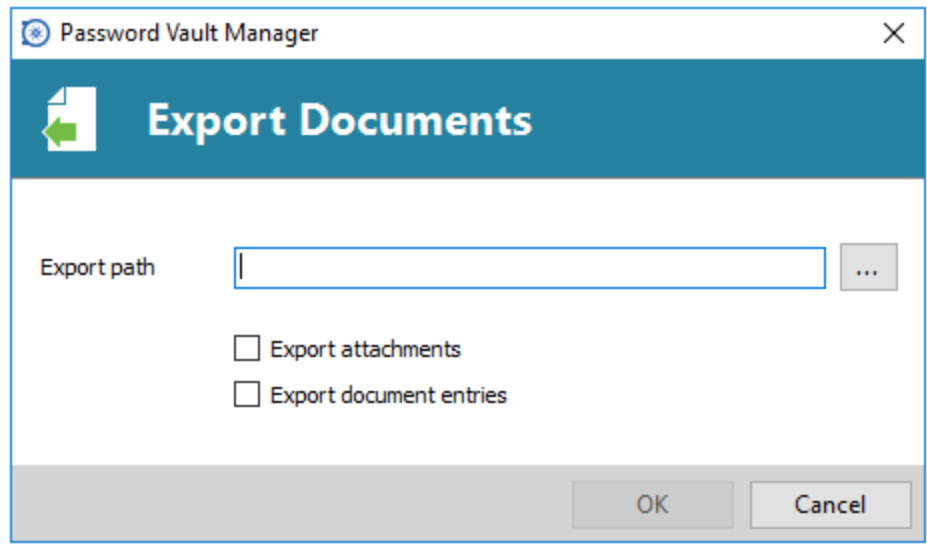 Password Vault Manager
Export Documents
Export path
...
Export attachments
Export document entries
OK
Cancel